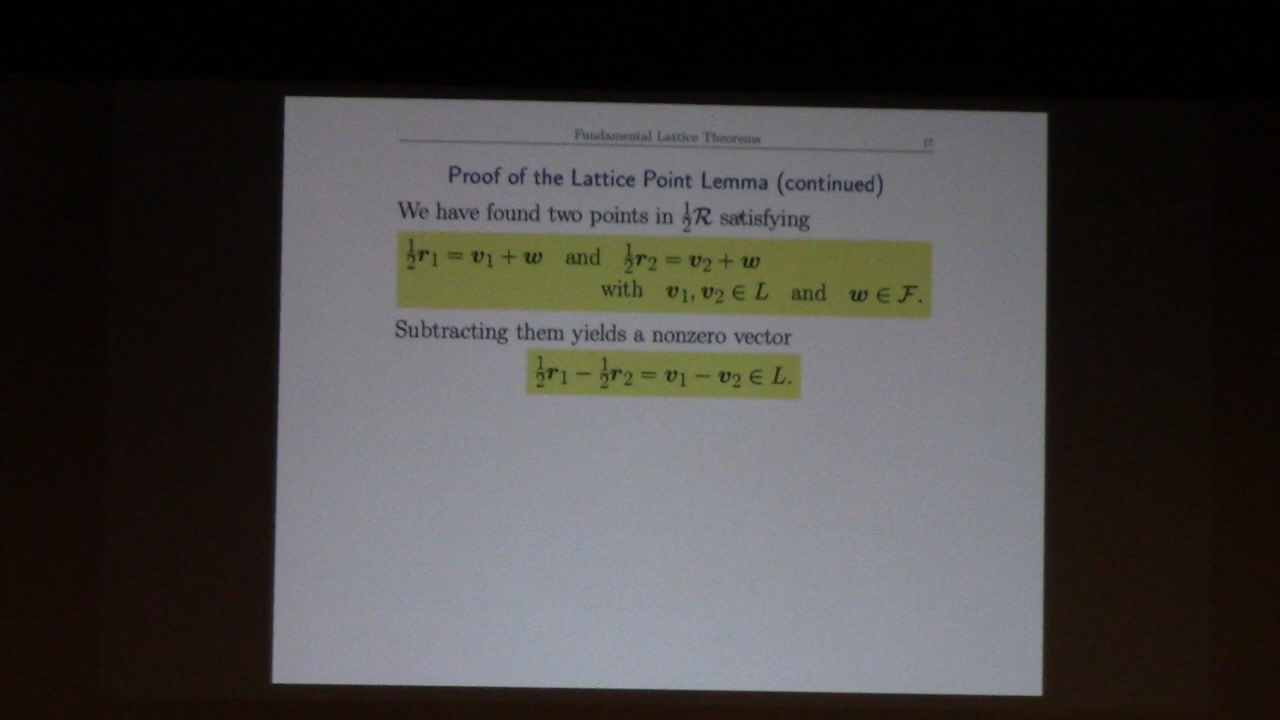 Fundamental Lattice Theorems 17
Proof of the Lattice Point Lemma (continued)
We have found two points in ½ℛ satisfying
½r₁ = v₁ + w and ½r₂ = v₂ + w
with v₁, v₂ ∈ L and w ∈ ℱ.
Subtracting them yields a nonzero vector
½r₁ − ½r₂ = v₁ − v₂ ∈ L.